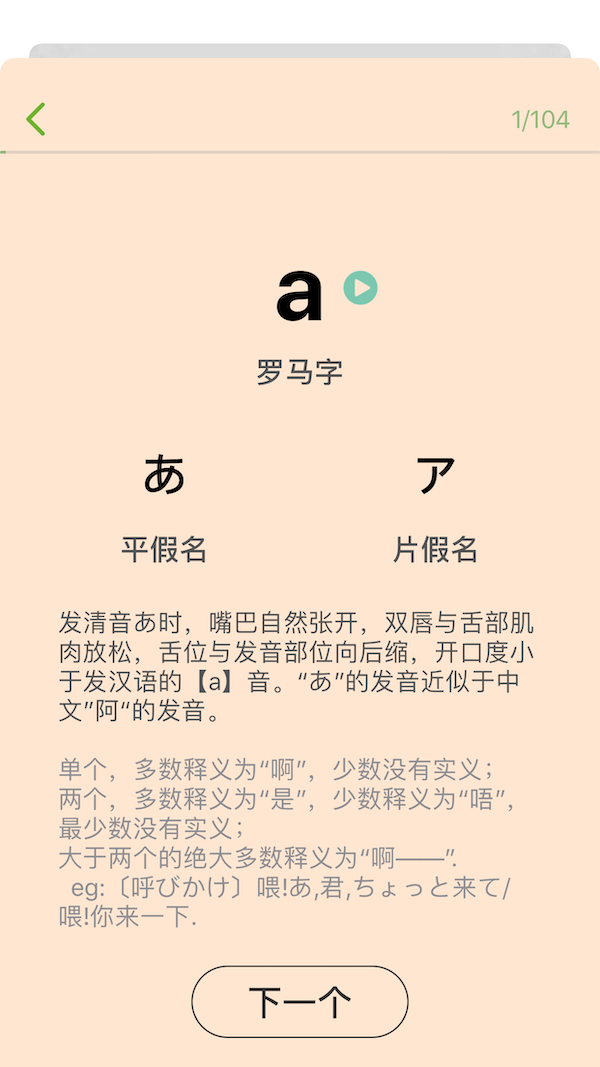 1/104
a
罗马字
あ ア
平假名 片假名
发清音あ时，嘴巴自然张开，双唇与舌部肌
肉放松，舌位与发音部位向后缩，开口度小
于发汉语的【a】音。“あ”的发音近似于中
文”阿“的发音。
单个，多数释义为“啊”，少数没有实义；
两个，多数释义为“是”，少数释义为“唔”，
最少数没有实义；
大于两个的绝大多数释义为“啊——”.
eg:〔呼びかけ〕喂!あ,君,ちょっと来て/
喂!你来一下.
下一个